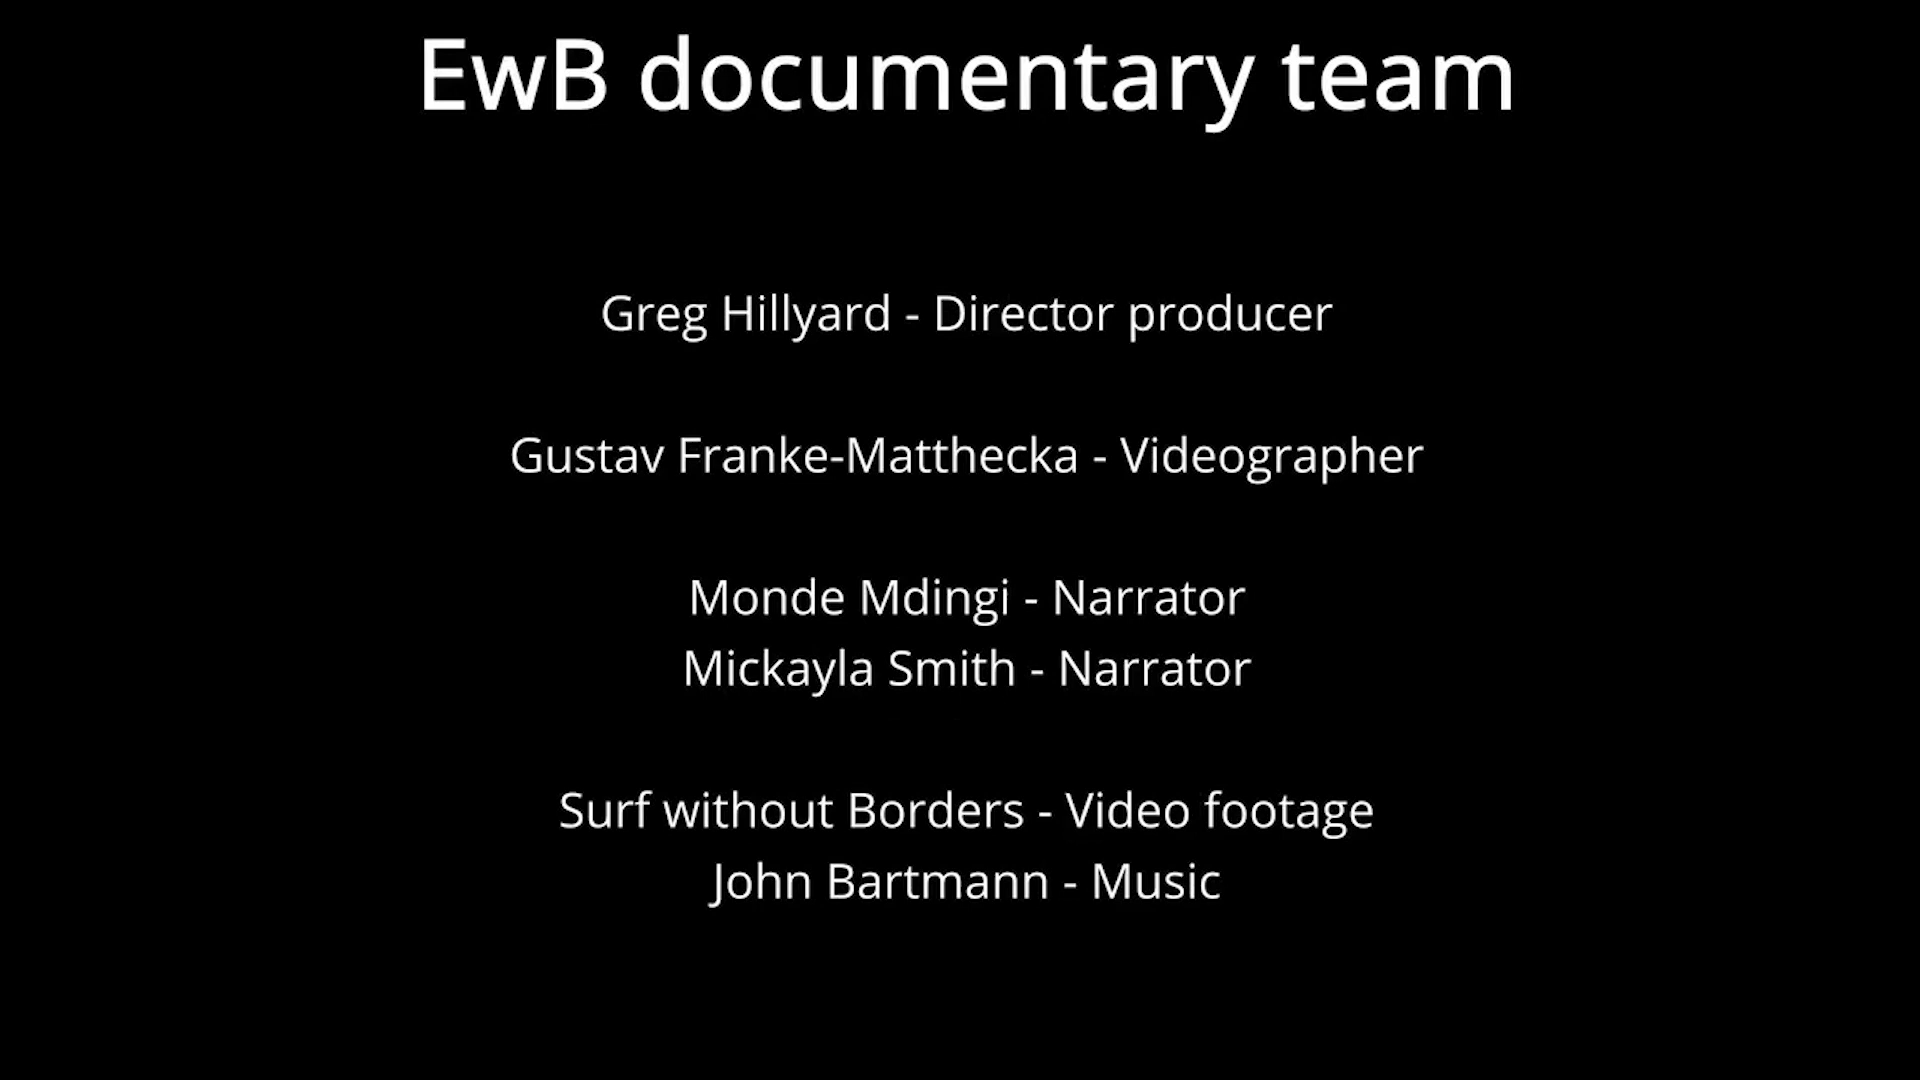 EwB documentary team
Greg Hillyard - Director producer
Gustav Franke-Matthecka - Videographer
Monde Mdingi - Narrator
Mickayla Smith - Narrator
Surf without Borders - Video footage
John Bartmann - Music